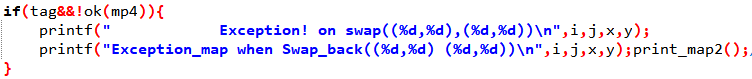 if(tag&&!ok(mp4)){
    printf("              Exception! on swap((%d,%d),(%d,%d))\n",i,j,x,y);
    printf("Exception_map when Swap_back((%d,%d) (%d,%d))\n",i,j,x,y);print_map2();
}